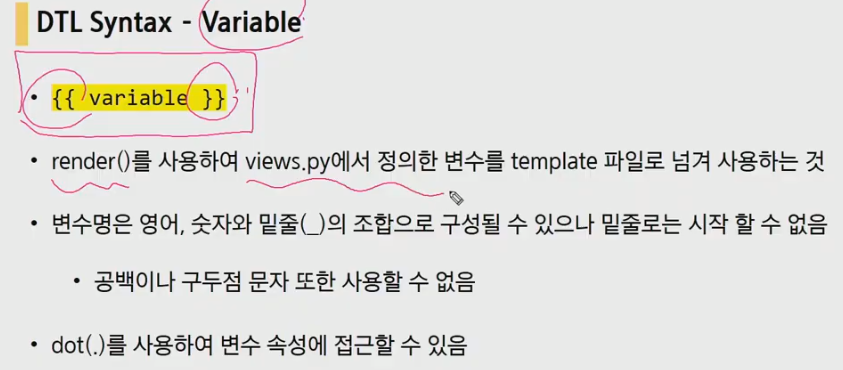 DTL Syntax - Variable
• {{ variable }}
• render()를 사용하여 views.py에서 정의한 변수를 template 파일로 넘겨 사용하는 것
• 변수명은 영어, 숫자와 밑줄(_)의 조합으로 구성될 수 있으나 밑줄로는 시작 할 수 없음
• 공백이나 구두점 문자 또한 사용할 수 없음
• dot(.)를 사용하여 변수 속성에 접근할 수 있음